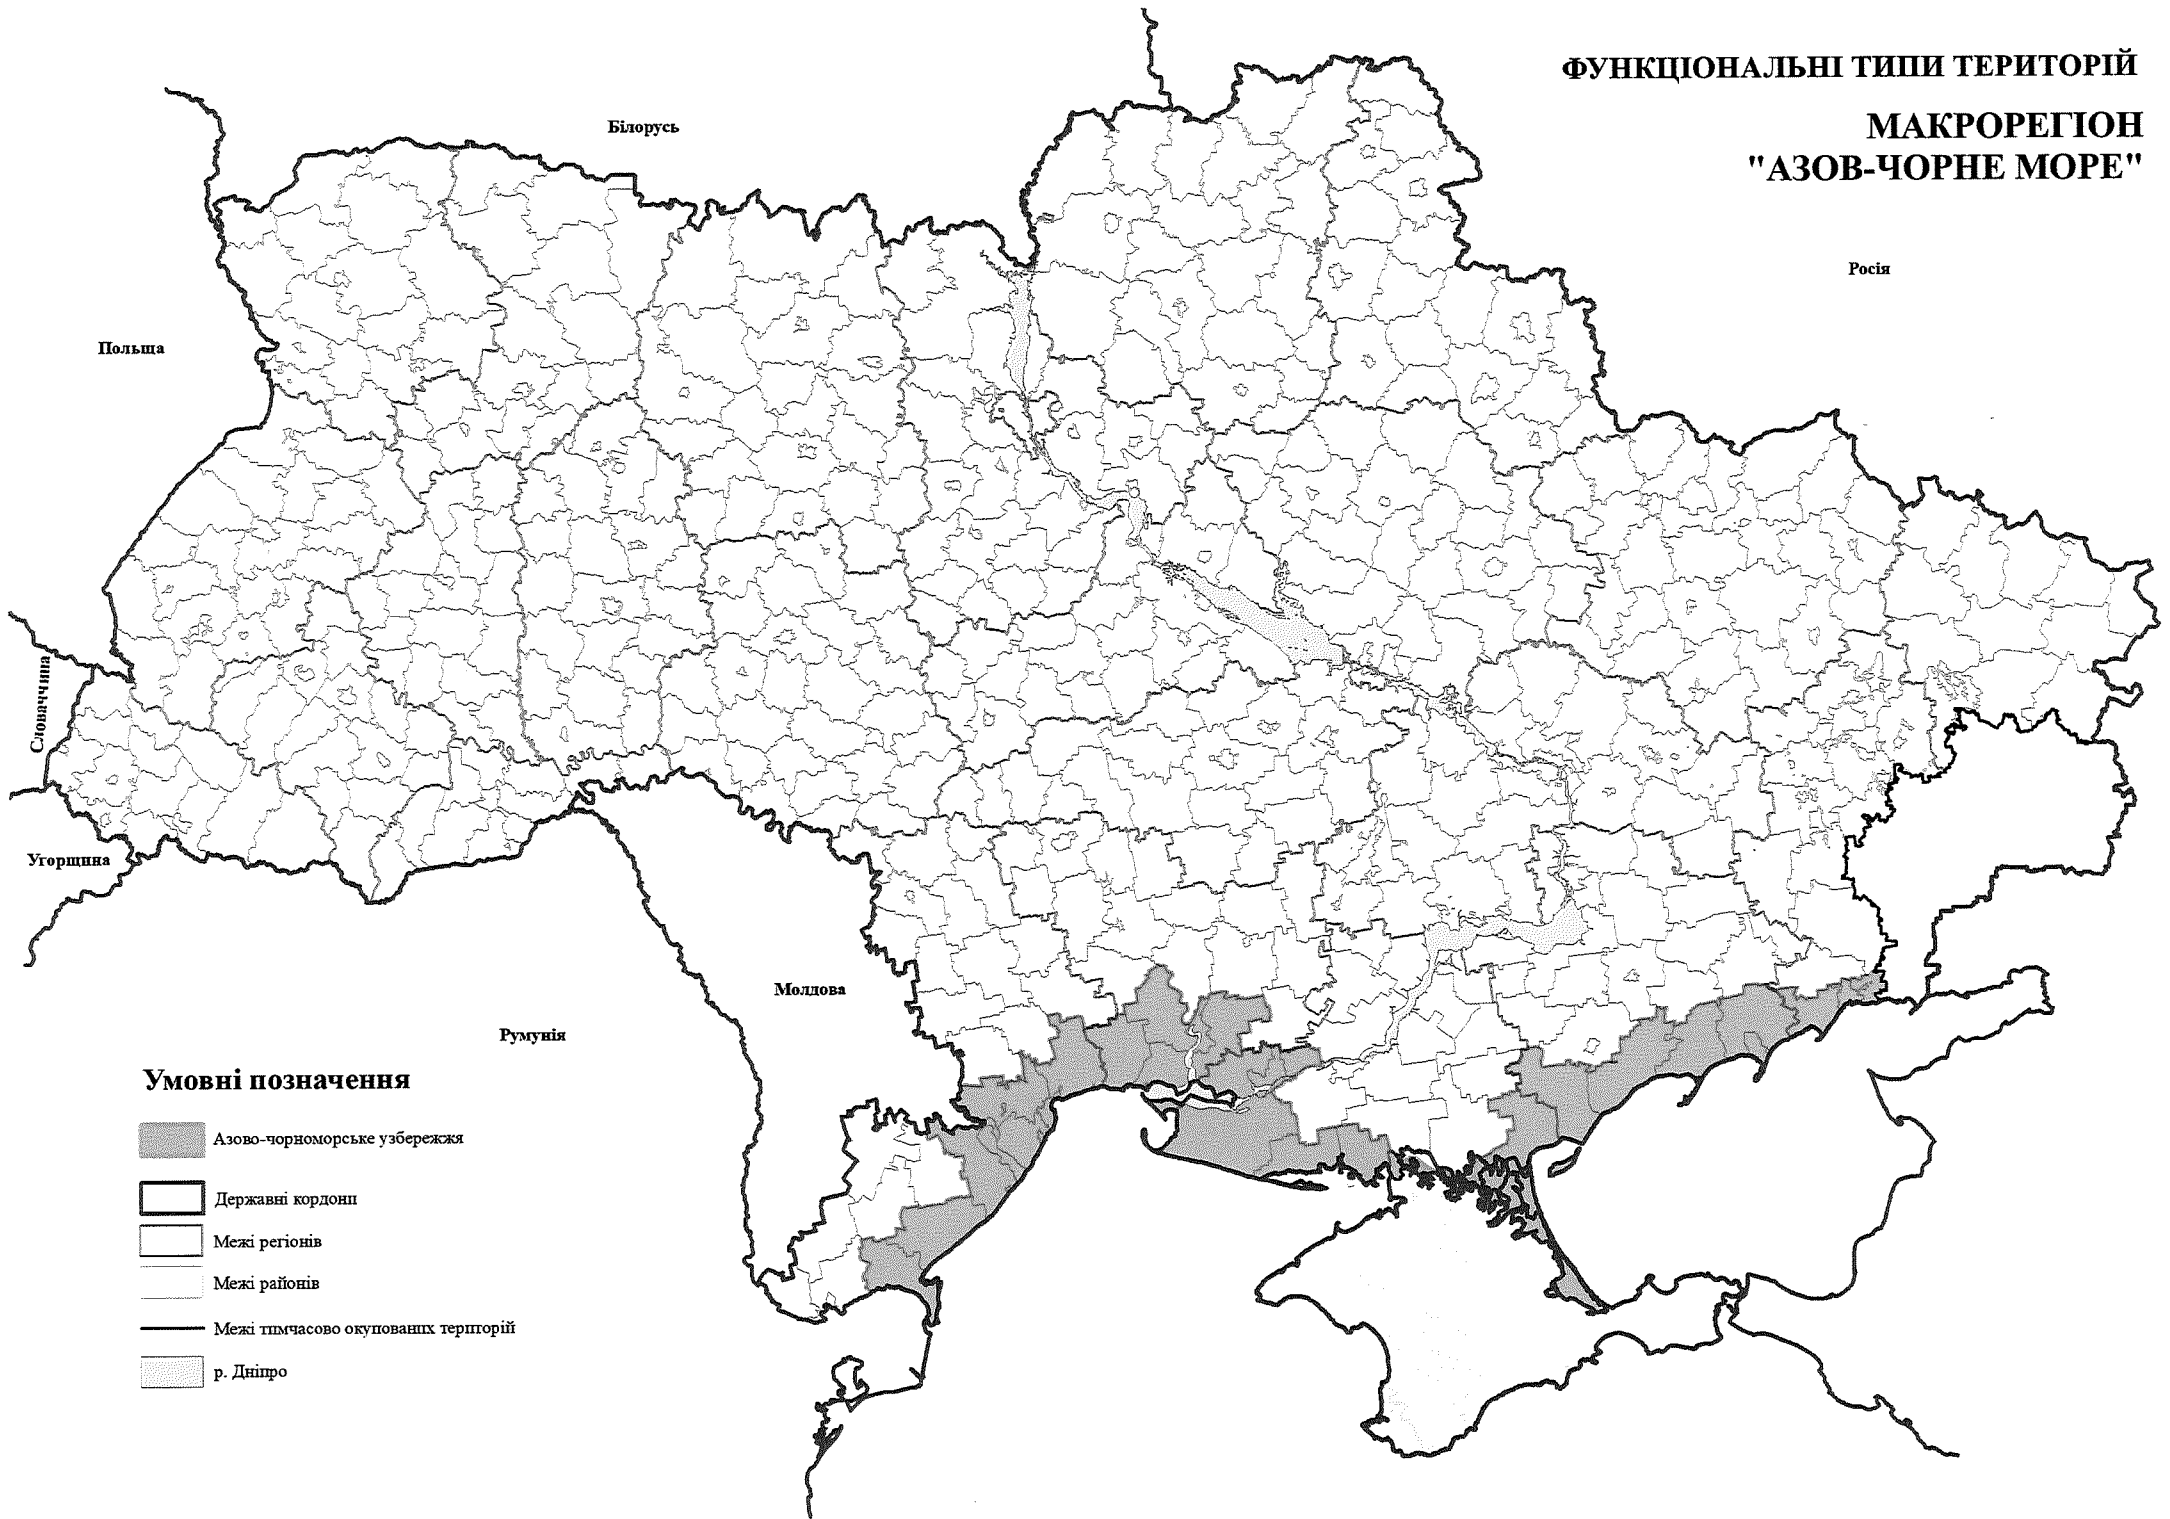 ФУНКЦІОНАЛЬНІ ТИПИ ТЕРИТОРІЙ
МАКРОРЕГІОН
"АЗОВ-ЧОРНЕ МОРЕ"
Білорусь
Росія
Польща
Словаччина
Угорщина
Молдова
Румунія
Умовні позначення
Азово-чорноморське узбережжя
Державні кордони
Межі регіонів
Межі районів
Межі тимчасово окупованих територій
р. Дніпро